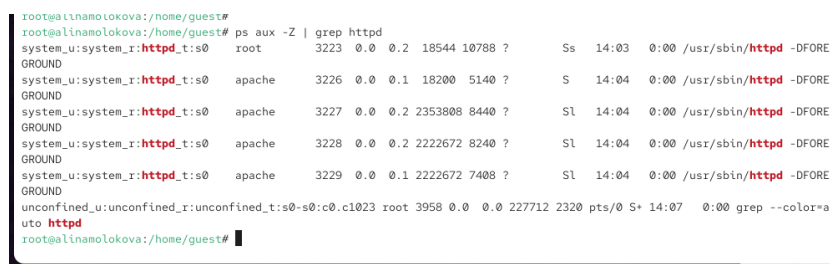 root@alinamolokova:/home/guest#
root@alinamolokova:/home/guest# ps aux -Z | grep httpd
system_u:system_r:httpd_t:s0    root        3223  0.0  0.2  18544 10788 ?        Ss   14:03   0:00 /usr/sbin/httpd -DFORE
GROUND
system_u:system_r:httpd_t:s0    apache      3226  0.0  0.1  18200  5140 ?        S    14:04   0:00 /usr/sbin/httpd -DFORE
GROUND
system_u:system_r:httpd_t:s0    apache      3227  0.0  0.2 2353808 8440 ?        Sl   14:04   0:00 /usr/sbin/httpd -DFORE
GROUND
system_u:system_r:httpd_t:s0    apache      3228  0.0  0.2 2222672 8240 ?        Sl   14:04   0:00 /usr/sbin/httpd -DFORE
GROUND
system_u:system_r:httpd_t:s0    apache      3229  0.0  0.1 2222672 7408 ?        Sl   14:04   0:00 /usr/sbin/httpd -DFORE
GROUND
unconfined_u:unconfined_r:unconfined_t:s0-s0:c0.c1023 root 3958 0.0  0.0 227712 2320 pts/0 S+ 14:07   0:00 grep --color=a
uto httpd
root@alinamolokova:/home/guest#